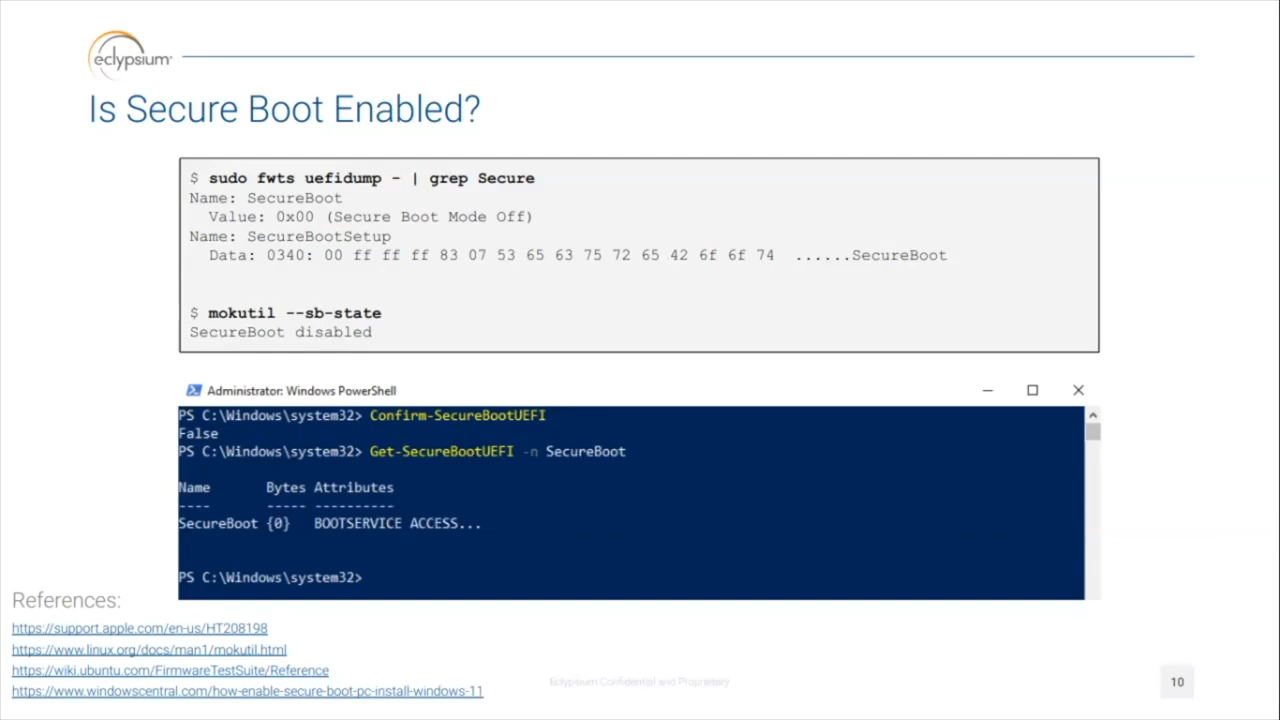 eclypsium
Is Secure Boot Enabled?
$ sudo fwts uefidump - | grep Secure
Name: SecureBoot
Value: 0x00 (Secure Boot Mode Off)
Name: SecureBootSetup
Data: 0340: 00 ff ff ff 83 07 53 65 63 75 72 65 42 6f 6f 74 ......SecureBoot
$ mokutil --sb-state
SecureBoot disabled
Administrator: Windows PowerShell
PS C:\Windows\system32> Confirm-SecureBootUEFI
False
PS C:\Windows\system32> Get-SecureBootUEFI -n SecureBoot
Name Bytes Attributes
---- ----- ----------
SecureBoot {0} BOOTSERVICE ACCESS...
PS C:\Windows\system32>
References:
https://support.apple.com/en-us/HT208198
https://www.linux.org/docs/man1/mokutil.html
https://wiki.ubuntu.com/FirmwareTestSuite/Reference
https://www.windowscentral.com/how-enable-secure-boot-pc-install-windows-11
Eclypsium Confidential and Proprietary
10